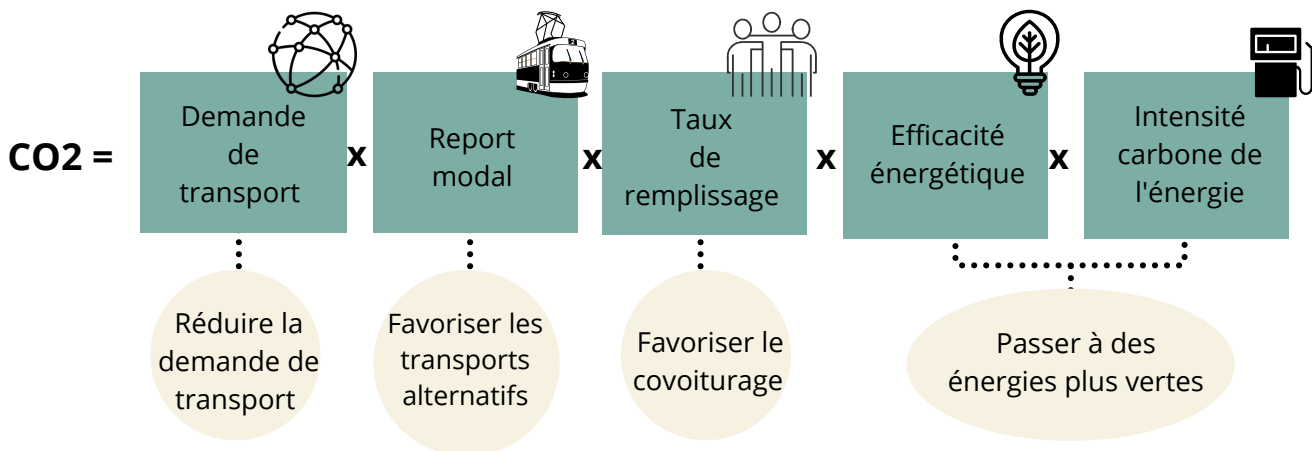 CO2 =
Demande
de
transport
x
Report
modal
x
Taux
de
remplissage
x
Efficacité
énergétique
x
Intensité
carbone de
l'énergie
Réduire la
demande de
transport
Favoriser les
transports
alternatifs
Favoriser le
covoiturage
Passer à des
énergies plus vertes